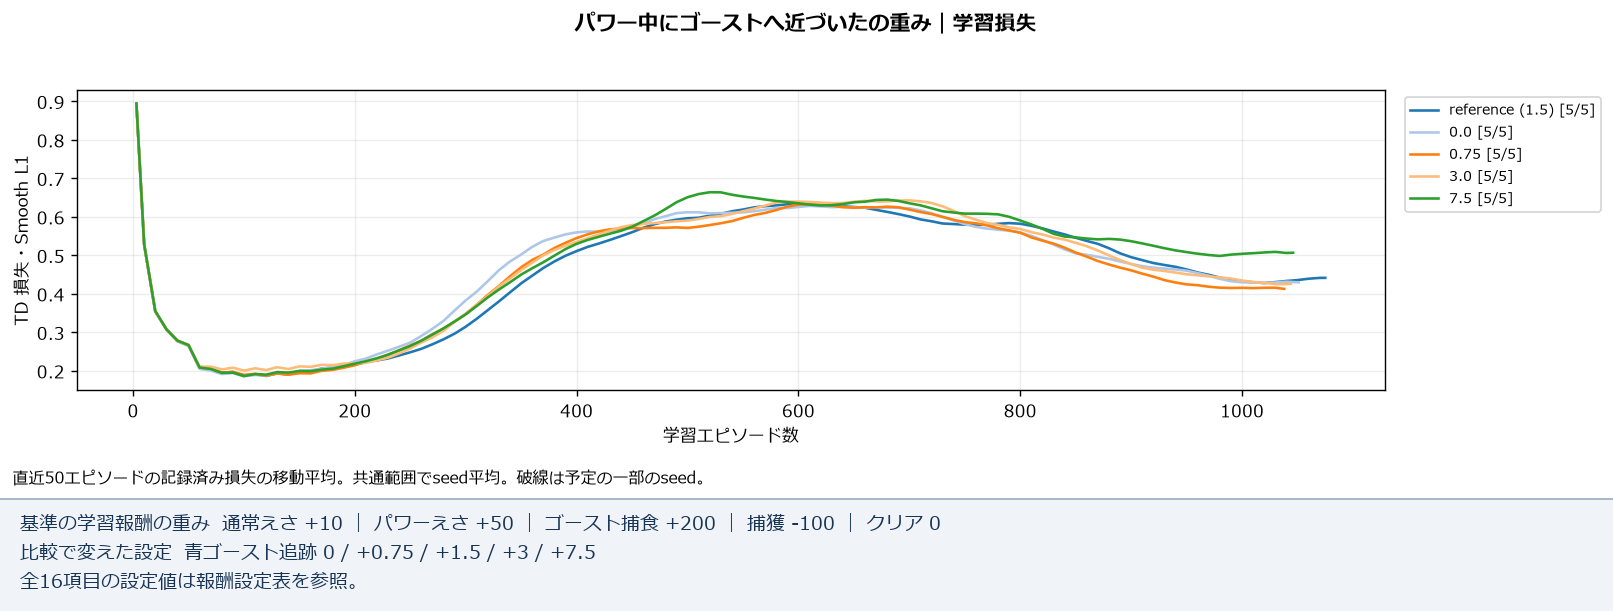 パワー中にゴーストへ近づいたの重み｜学習損失
TD 損失・Smooth L1
0.9
0.8
0.7
0.6
0.5
0.4
0.3
0.2
0
200
400
600
800
1000
学習エピソード数
reference (1.5) [5/5]
0.0 [5/5]
0.75 [5/5]
3.0 [5/5]
7.5 [5/5]
直近50エピソードの記録済み損失の移動平均。共通範囲でseed平均。破線は予定の一部のseed。
基準の学習報酬の重み 通常えさ +10 ｜ パワーえさ +50 ｜ ゴースト捕食 +200 ｜ 捕獲 -100 ｜ クリア 0
比較で変えた設定 青ゴースト追跡 0 / +0.75 / +1.5 / +3 / +7.5
全16項目の設定値は報酬設定表を参照。